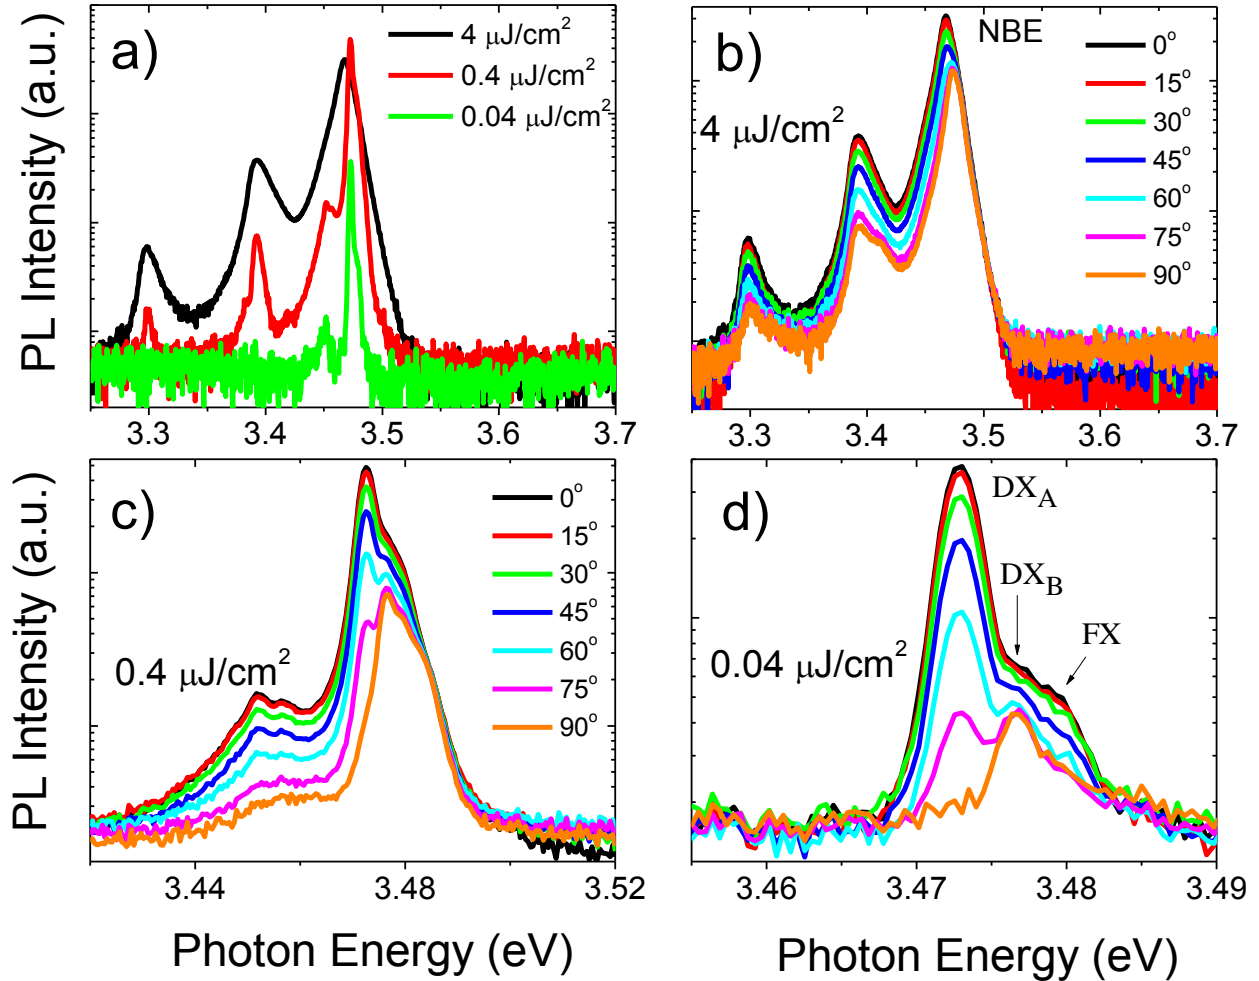 a)
4 μJ/cm²
0.4 μJ/cm²
0.04 μJ/cm²
PL Intensity (a.u.)
3.3 3.4 3.5 3.6 3.7
b)
NBE
4 μJ/cm²
0°
15°
30°
45°
60°
75°
90°
3.3 3.4 3.5 3.6 3.7
c)
0.4 μJ/cm²
0°
15°
30°
45°
60°
75°
90°
PL Intensity (a.u.)
3.44 3.48 3.52
Photon Energy (eV)
d)
DX_A
DX_B
FX
0.04 μJ/cm²
3.46 3.47 3.48 3.49
Photon Energy (eV)